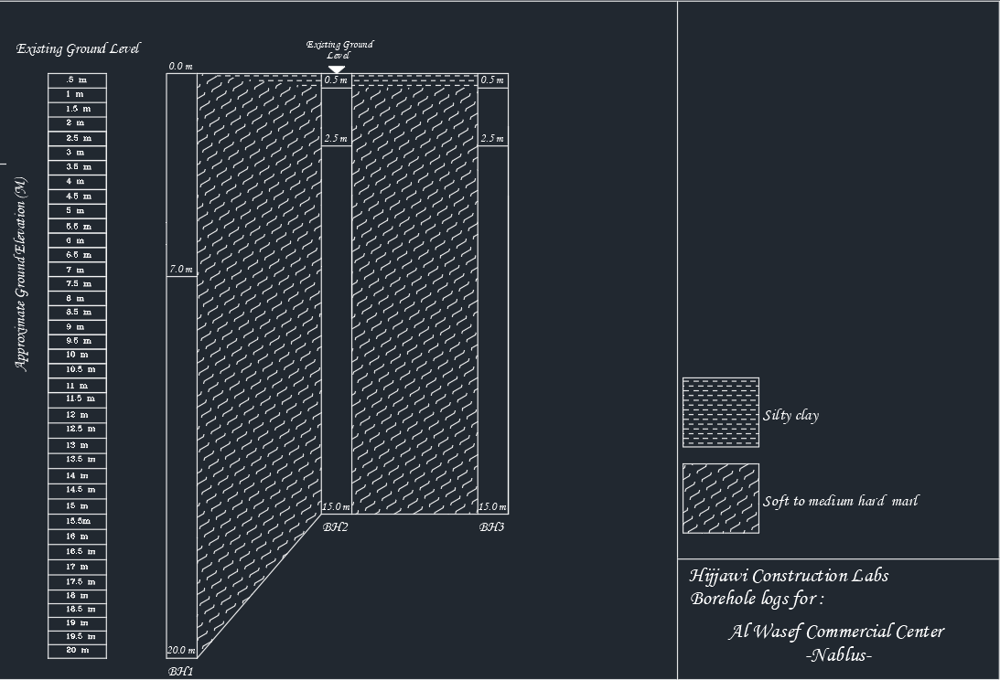 Existing Ground Level
.5 m
1 m
1.5 m
2 m
2.5 m
3 m
3.5 m
4 m
4.5 m
5 m
5.5 m
6 m
6.5 m
7 m
7.5 m
8 m
8.5 m
9 m
9.5 m
10 m
10.5 m
11 m
11.5 m
12 m
12.5 m
13 m
13.5 m
14 m
14.5 m
15 m
15.5m
16 m
16.5 m
17 m
17.5 m
18 m
18.5 m
19 m
19.5 m
20 m
Approximate Ground Elevation (M)
0.0 m
7.0 m
20.0 m
BH1
Existing Ground
Level
0.5 m
2.5 m
15.0 m
BH2
0.5 m
2.5 m
15.0 m
BH3
Silty clay
Soft to medium hard marl
Hijjawi Construction Labs
Borehole logs for :
Al Wasef Commercial Center
-Nablus-